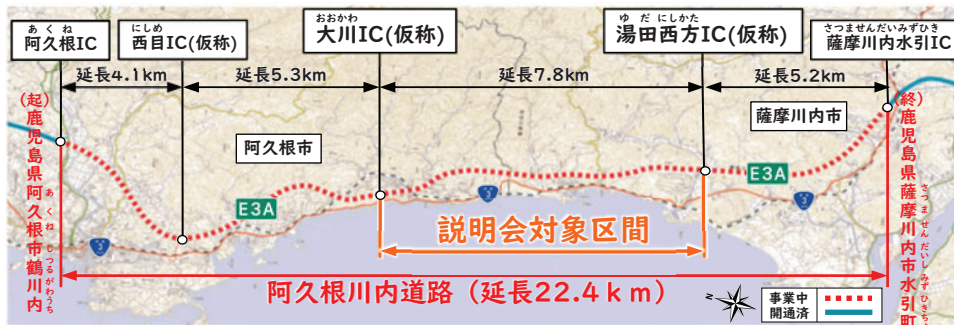 あくね
阿久根IC
にしめ
西目IC(仮称)
おおかわ
大川IC(仮称)
ゆだにしかた
湯田西方IC(仮称)
さつませんだいみずひき
薩摩川内水引IC
延長4.1km
延長5.3km
延長7.8km
延長5.2km
(起)鹿児島県阿久根市鶴川内
あくね
あくねし
つるがわうち
阿久根市
薩摩川内市
(終)鹿児島県薩摩川内市水引町
さつませんだいしみずひきちょう
E3A
E3A
3
3
3
説明会対象区間
阿久根川内道路（延長22.4ｋｍ）
N
事業中
開通済